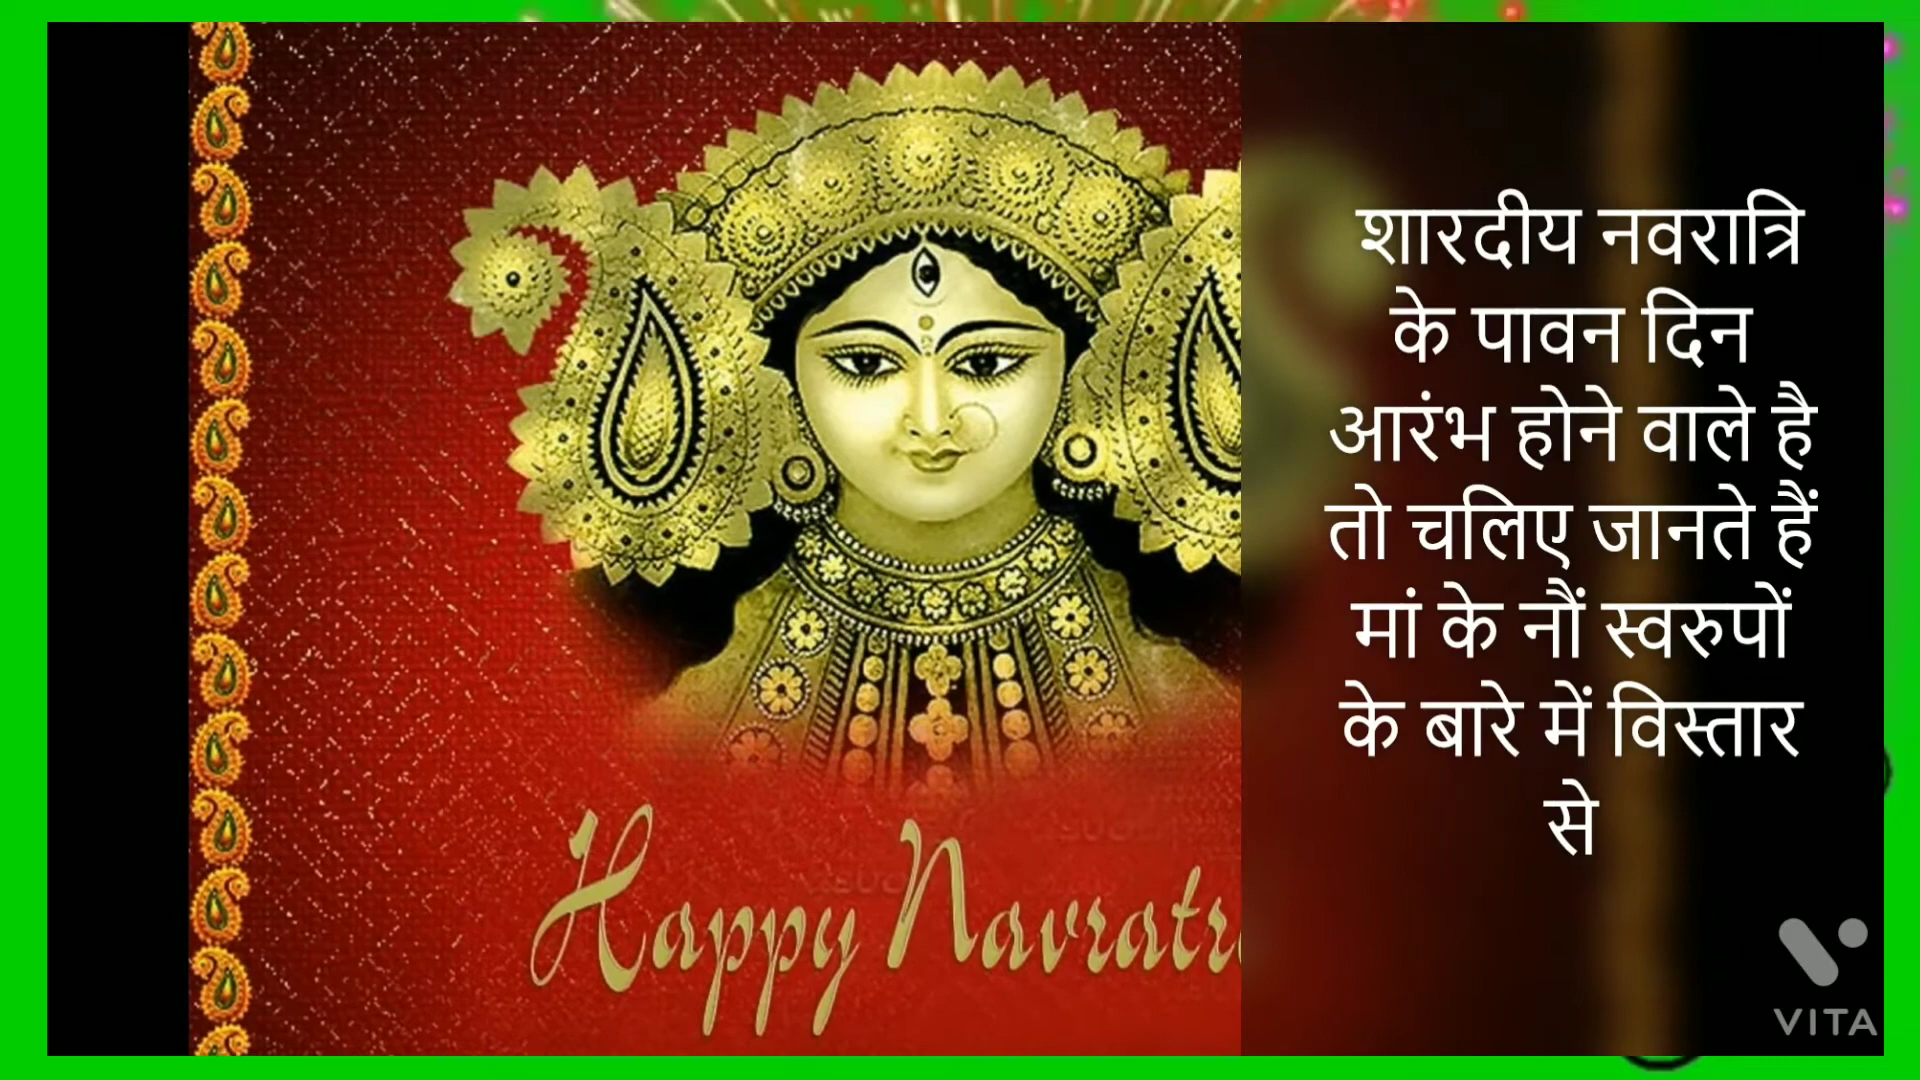 Happy Navratr
शारदीय नवरात्रि
के पावन दिन
आरंभ होने वाले है
तो चलिए जानते हैं
मां के नौं स्वरुपों
के बारे में विस्तार
से
VITA